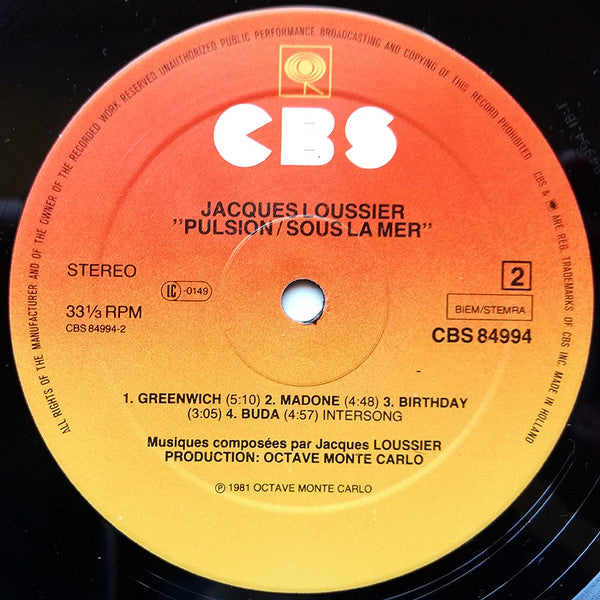 ALL RIGHTS OF THE MANUFACTURER AND OF THE OWNER OF THE RECORDED WORK RESERVED. UNAUTHORIZED PUBLIC PERFORMANCE BROADCASTING AND COPYING OF THIS RECORD PROHIBITED. CBS & ARE REG. TRADEMARKS OF CBS INC. MADE IN HOLLAND
CBS
JACQUES LOUSSIER
"PULSION/SOUS LA MER"
STEREO
LC-0149
2
33⅓ RPM
BIEM/STEMRA
CBS 84994-2
CBS 84994
1. GREENWICH (5:10) 2. MADONE (4:48) 3. BIRTHDAY
(3:05) 4. BUDA (4:57) INTERSONG
Musiques composées par Jacques LOUSSIER
PRODUCTION: OCTAVE MONTE CARLO
℗ 1981 OCTAVE MONTE CARLO